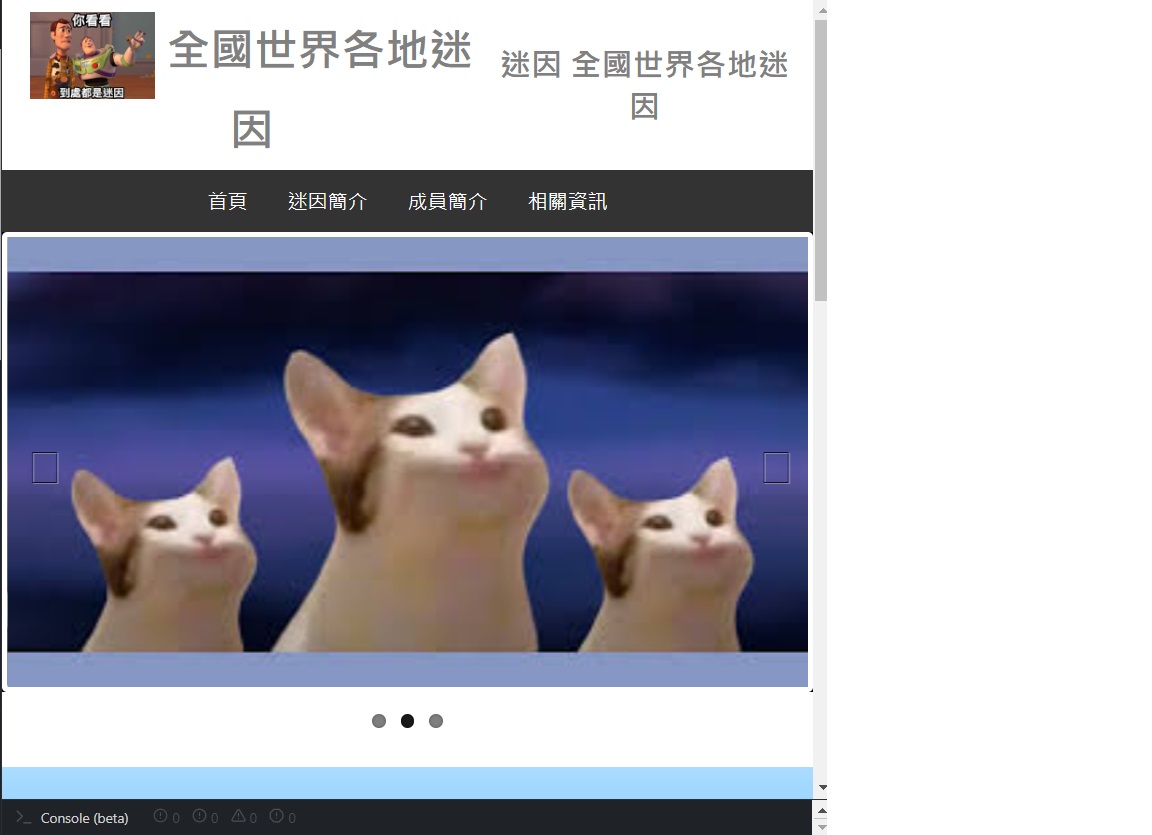 你看看
到處都是迷因
全國世界各地迷
因
迷因 全國世界各地迷
因
首頁 迷因簡介 成員簡介 相關資訊
Console (beta) 0 0 0 0